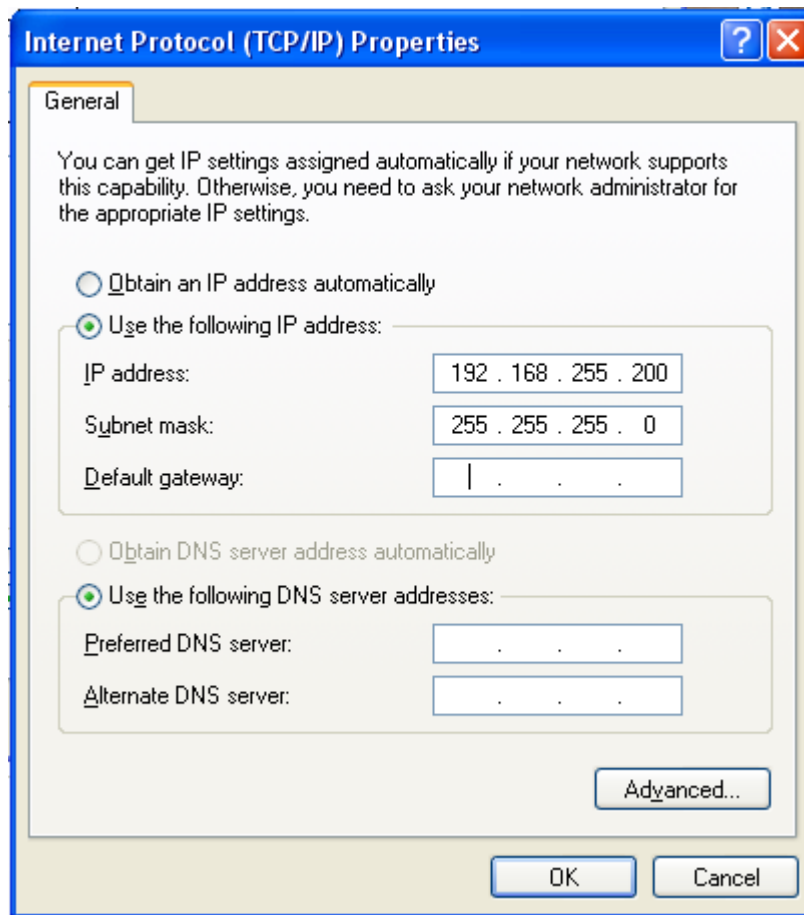 Internet Protocol (TCP/IP) Properties
General
You can get IP settings assigned automatically if your network supports
this capability. Otherwise, you need to ask your network administrator for
the appropriate IP settings.
Obtain an IP address automatically
Use the following IP address:
IP address: 192 . 168 . 255 . 200
Subnet mask: 255 . 255 . 255 . 0
Default gateway: . . .
Obtain DNS server address automatically
Use the following DNS server addresses:
Preferred DNS server: . . .
Alternate DNS server: . . .
Advanced...
OK Cancel